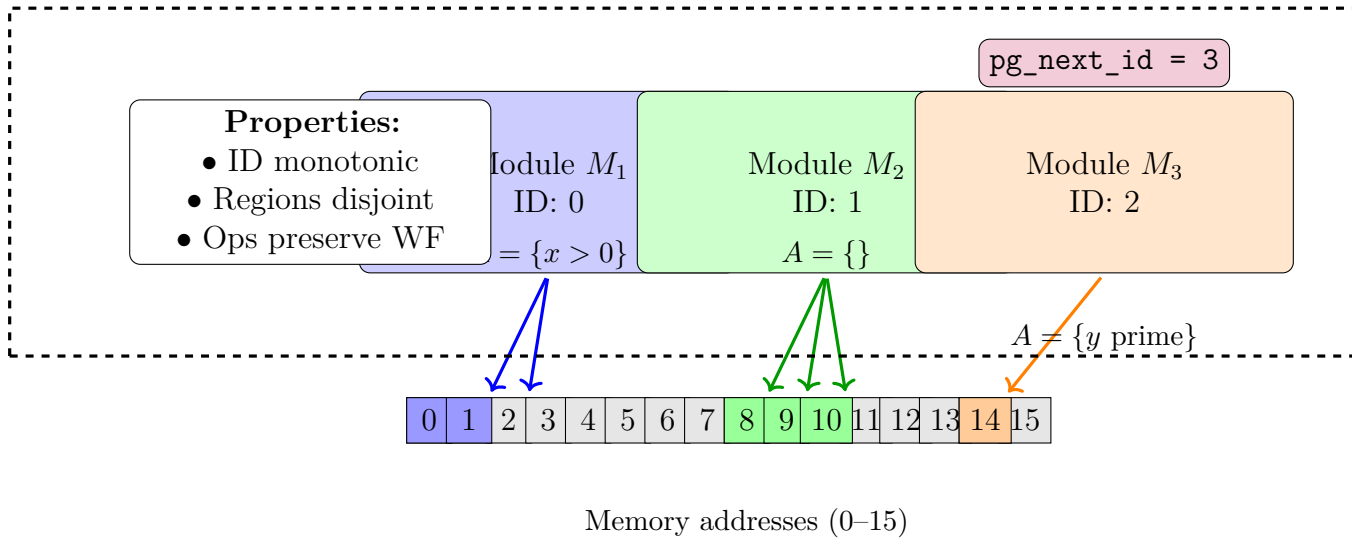 pg_next_id = 3
Properties:
• ID monotonic
• Regions disjoint
• Ops preserve WF
Module M₁
ID: 0
= {x > 0}
Module M₂
ID: 1
A = {}
Module M₃
ID: 2
A = {y prime}
0 1 2 3 4 5 6 7 8 9 10 11 12 13 14 15
Memory addresses (0–15)